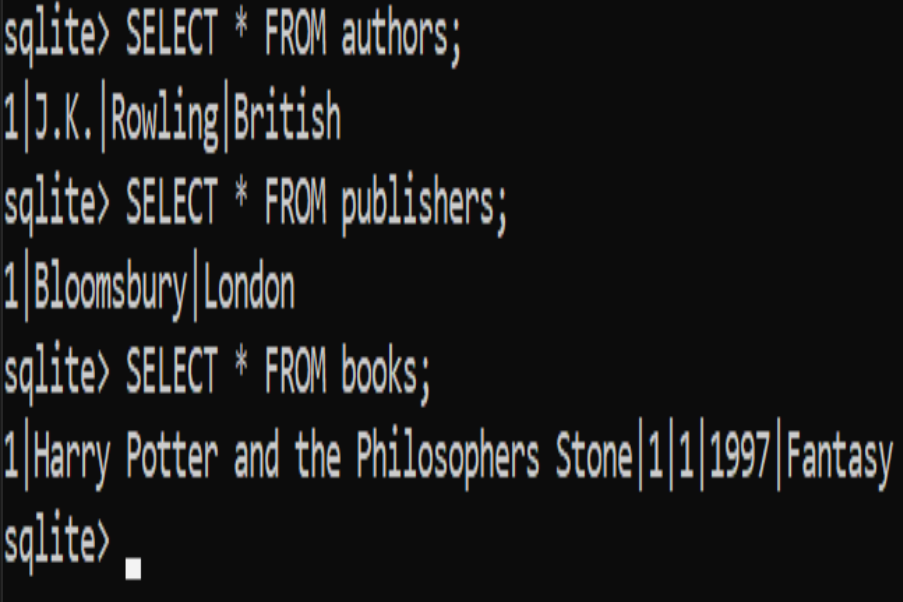 sqlite> SELECT * FROM authors;
1|J.K.|Rowling|British
sqlite> SELECT * FROM publishers;
1|Bloomsbury|London
sqlite> SELECT * FROM books;
1|Harry Potter and the Philosophers Stone|1|1|1997|Fantasy
sqlite>